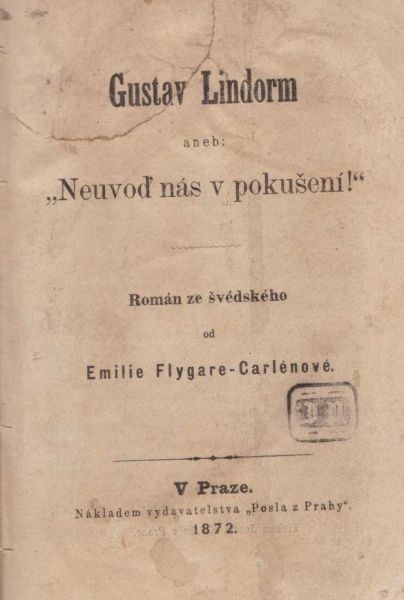 Gustav Lindorm
aneb:
„Neuvoď nás v pokušení!“
Román ze švédského
od
Emilie Flygare-Carlénové.
V Praze.
Nákladem vydavatelstva „Posla z Prahy“.
1872.